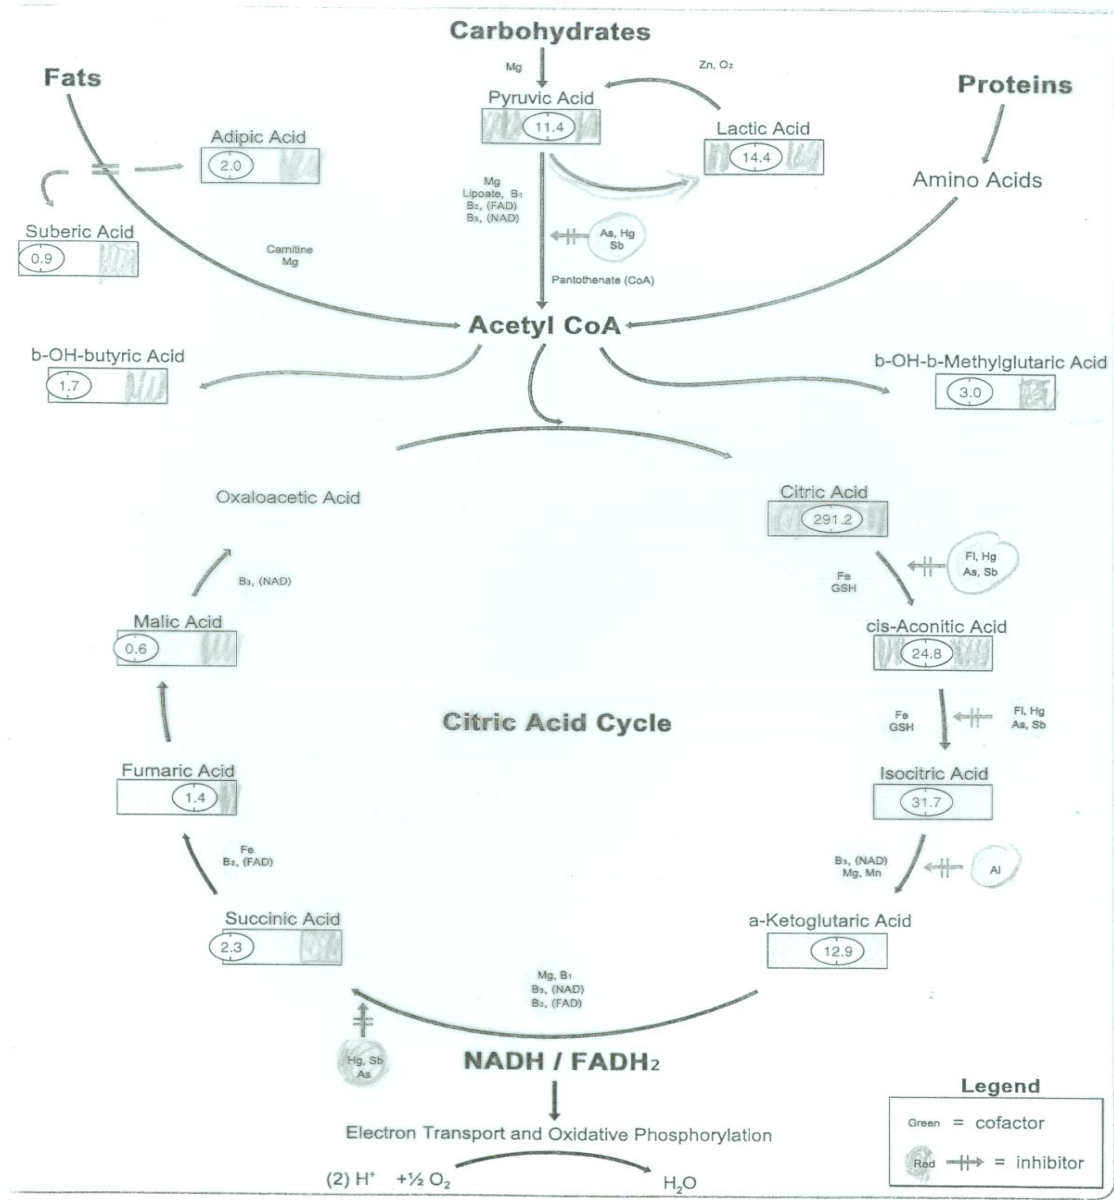 Carbohydrates
Fats
Mg
Zn, O₂
Proteins
Pyruvic Acid
11.4
Lactic Acid
14.4
Adipic Acid
2.0
Amino Acids
Mg
Lipoate, B₁
B₂, (FAD)
B₃, (NAD)
Suberic Acid
0.9
As, Hg
Sb
Carnitine
Mg
Pantothenate (CoA)
Acetyl CoA
b-OH-butyric Acid
1.7
b-OH-b-Methylglutaric Acid
3.0
Oxaloacetic Acid
Citric Acid
291.2
B₃, (NAD)
Fe
GSH
Fl, Hg
As, Sb
Malic Acid
0.6
cis-Aconitic Acid
24.8
Citric Acid Cycle
Fe
GSH
Fl, Hg
As, Sb
Fumaric Acid
1.4
Isocitric Acid
31.7
Fe
B₂, (FAD)
B₃, (NAD)
Mg, Mn
Al
Succinic Acid
2.3
a-Ketoglutaric Acid
12.9
Mg, B₁
B₃, (NAD)
B₂, (FAD)
Hg, Sb
As
NADH / FADH₂
Electron Transport and Oxidative Phosphorylation
(2) H⁺ +½ O₂
H₂O
Legend
Green = cofactor
Red = inhibitor